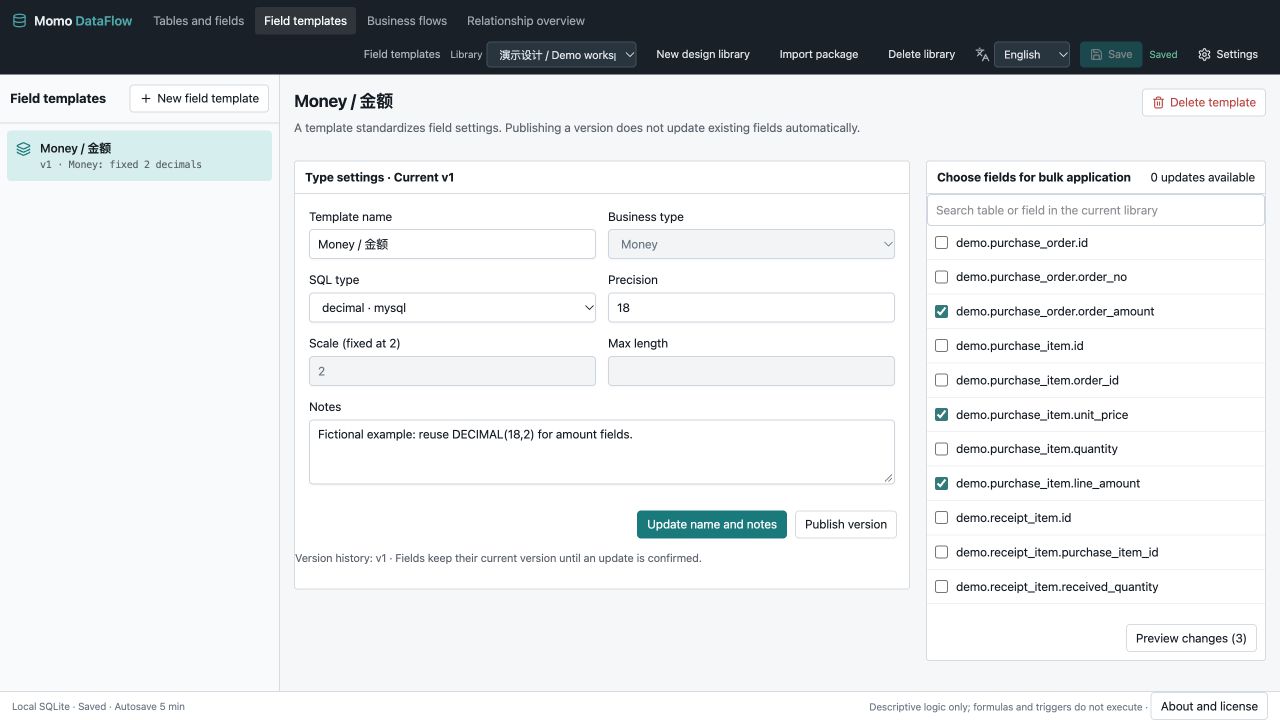 Momo DataFlow
Tables and fields
Field templates
Business flows
Relationship overview
Field templates
Library
演示设计 / Demo works
New design library
Import package
Delete library
English
Save
Saved
Settings
Field templates
+ New field template
Money / 金额
v1 · Money: fixed 2 decimals
Money / 金额
Delete template
A template standardizes field settings. Publishing a version does not update existing fields automatically.
Type settings · Current v1
Template name
Business type
Money / 金额
Money
SQL type
Precision
decimal · mysql
18
Scale (fixed at 2)
Max length
2
Notes
Fictional example: reuse DECIMAL(18,2) for amount fields.
Update name and notes
Publish version
Version history: v1 · Fields keep their current version until an update is confirmed.
Choose fields for bulk application
0 updates available
Search table or field in the current library
demo.purchase_order.id
demo.purchase_order.order_no
demo.purchase_order.order_amount
demo.purchase_item.id
demo.purchase_item.order_id
demo.purchase_item.unit_price
demo.purchase_item.quantity
demo.purchase_item.line_amount
demo.receipt_item.id
demo.receipt_item.purchase_item_id
demo.receipt_item.received_quantity
Preview changes (3)
Local SQLite · Saved · Autosave 5 min
Descriptive logic only; formulas and triggers do not execute ·
About and license